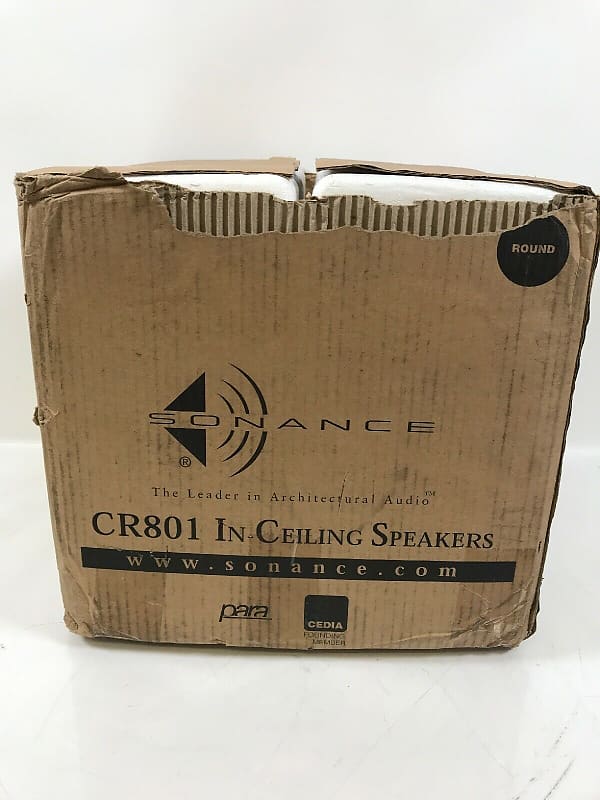 ROUND
SONANCE
®
The Leader in Architectural Audio™
CR801 IN-CEILING SPEAKERS
www.sonance.com
para
CEDIA
FOUNDING
MEMBER